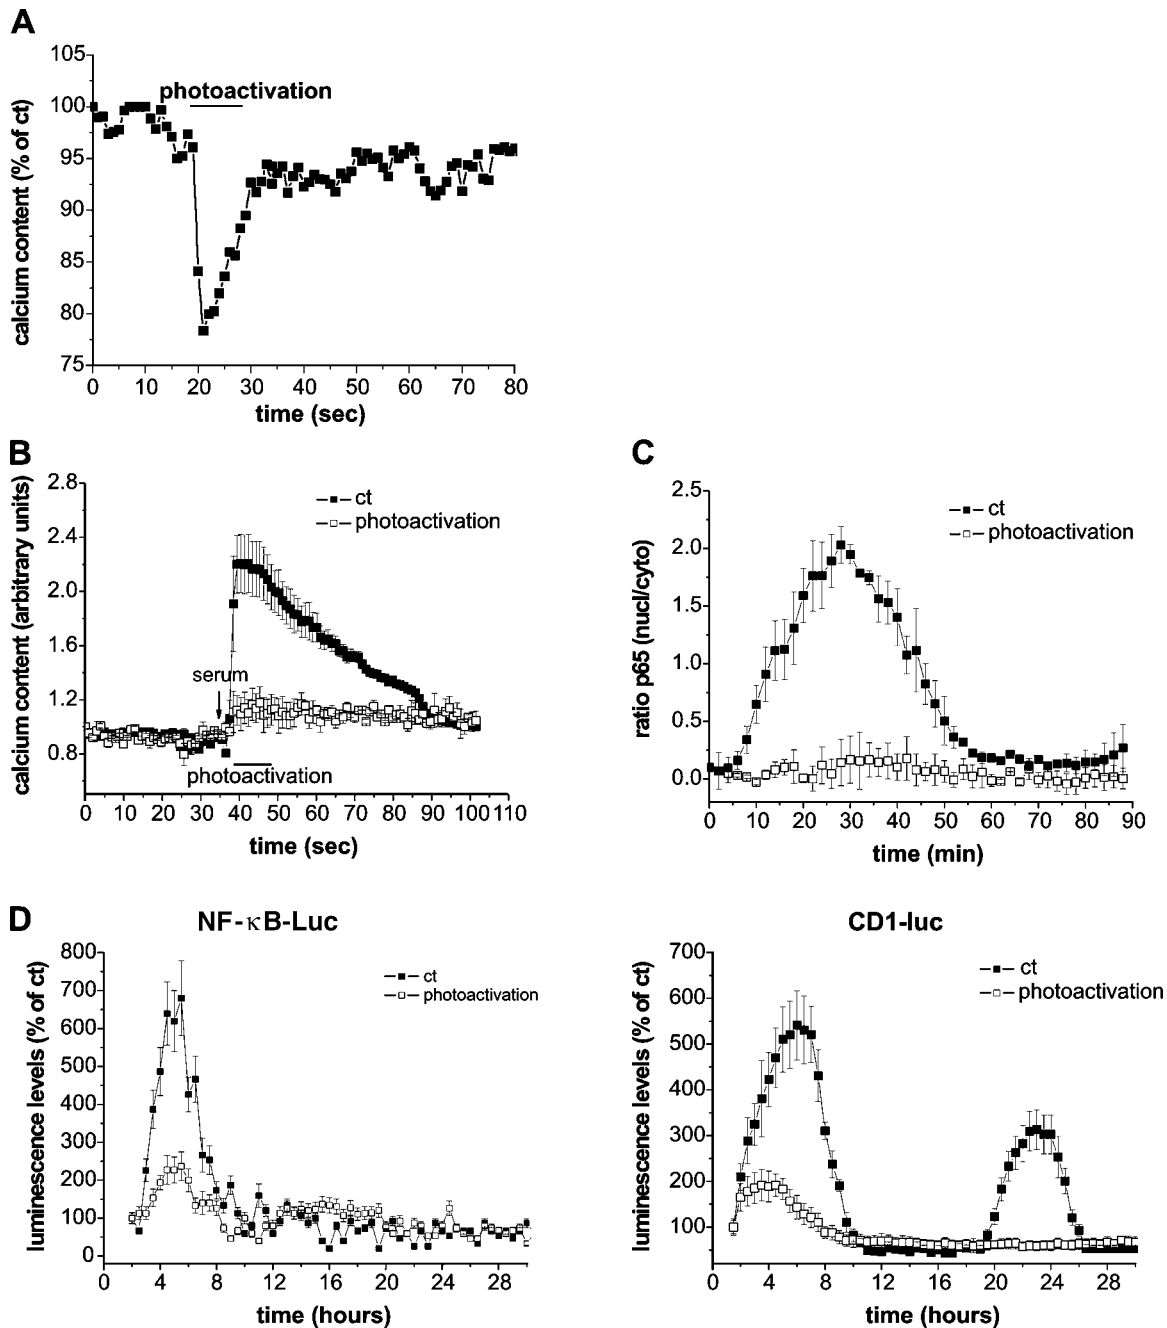 A
105
100
95
90
85
80
75
calcium content (% of ct)
photoactivation
0 10 20 30 40 50 60 70 80
time (sec)
B
2.8
2.4
2.0
1.6
1.2
0.8
calcium content (arbitrary units)
ct
photoactivation
serum
photoactivation
0 10 20 30 40 50 60 70 80 90 100 110
time (sec)
C
2.5
2.0
1.5
1.0
0.5
0.0
ratio p65 (nucl/cyto)
ct
photoactivation
0 10 20 30 40 50 60 70 80 90
time (min)
D
NF-κB-Luc
800
700
600
500
400
300
200
100
0
luminescence levels (% of ct)
ct
photoactivation
0 4 8 12 16 20 24 28
time (hours)
CD1-luc
700
600
500
400
300
200
100
luminescence levels (% of ct)
ct
photoactivation
0 4 8 12 16 20 24 28
time (hours)